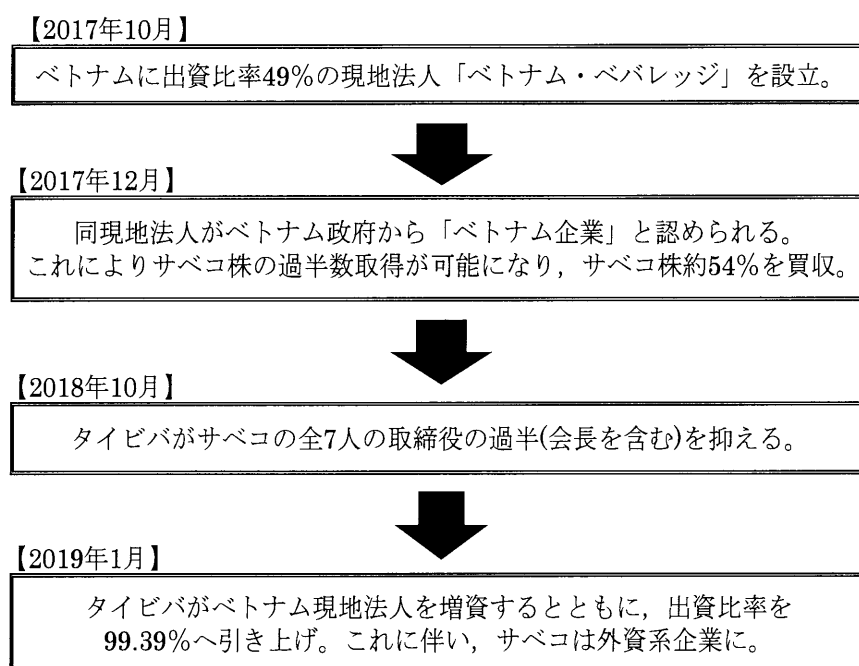 【2017年10月】
ベトナムに出資比率49%の現地法人「ベトナム・ベバレッジ」を設立。
【2017年12月】
同現地法人がベトナム政府から「ベトナム企業」と認められる。
これによりサベコ株の過半数取得が可能になり，サベコ株約54%を買収。
【2018年10月】
タイビバがサベコの全7人の取締役の過半(会長を含む)を抑える。
【2019年1月】
タイビバがベトナム現地法人を増資するとともに，出資比率を
99.39%へ引き上げ。これに伴い，サベコは外資系企業に。